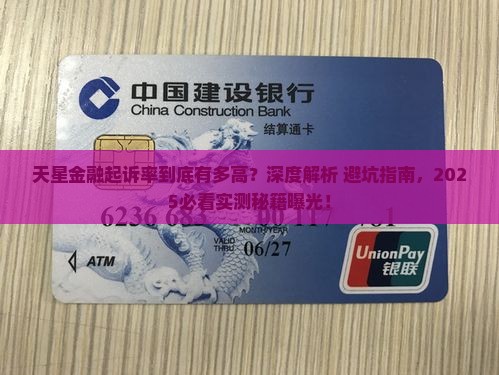 中国建设银行
China Construction Bank
结算通卡
天星金融起诉率到底有多高？深度解析 避坑指南，202
5必看实测秘籍曝光！
MONTH/YEAR
VALID
THRU
06/27
ATM
UnionPay
银联